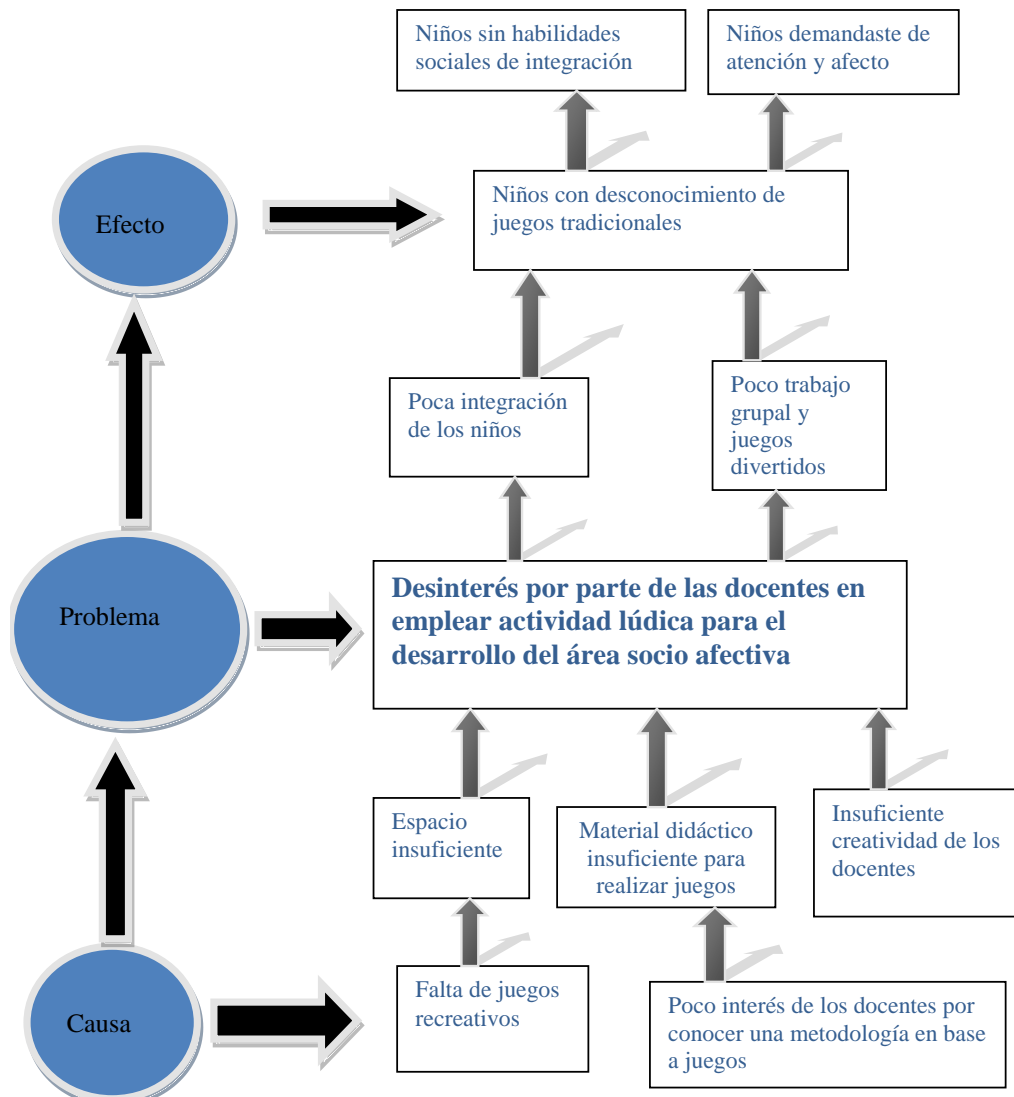 Niños sin habilidades
sociales de integración
Niños demandaste de
atención y afecto
Efecto
Niños con desconocimiento de
juegos tradicionales
Poca integración
de los niños
Poco trabajo
grupal y
juegos
divertidos
Problema
Desinterés por parte de las docentes en
emplear actividad lúdica para el
desarrollo del área socio afectiva
Espacio
insuficiente
Material didáctico
insuficiente para
realizar juegos
Insuficiente
creatividad de los
docentes
Causa
Falta de juegos
recreativos
Poco interés de los docentes por
conocer una metodología en base
a juegos